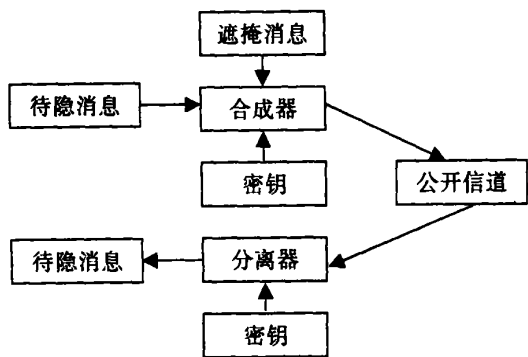 遮掩消息
待隐消息
合成器
密钥
公开信道
待隐消息
分离器
密钥